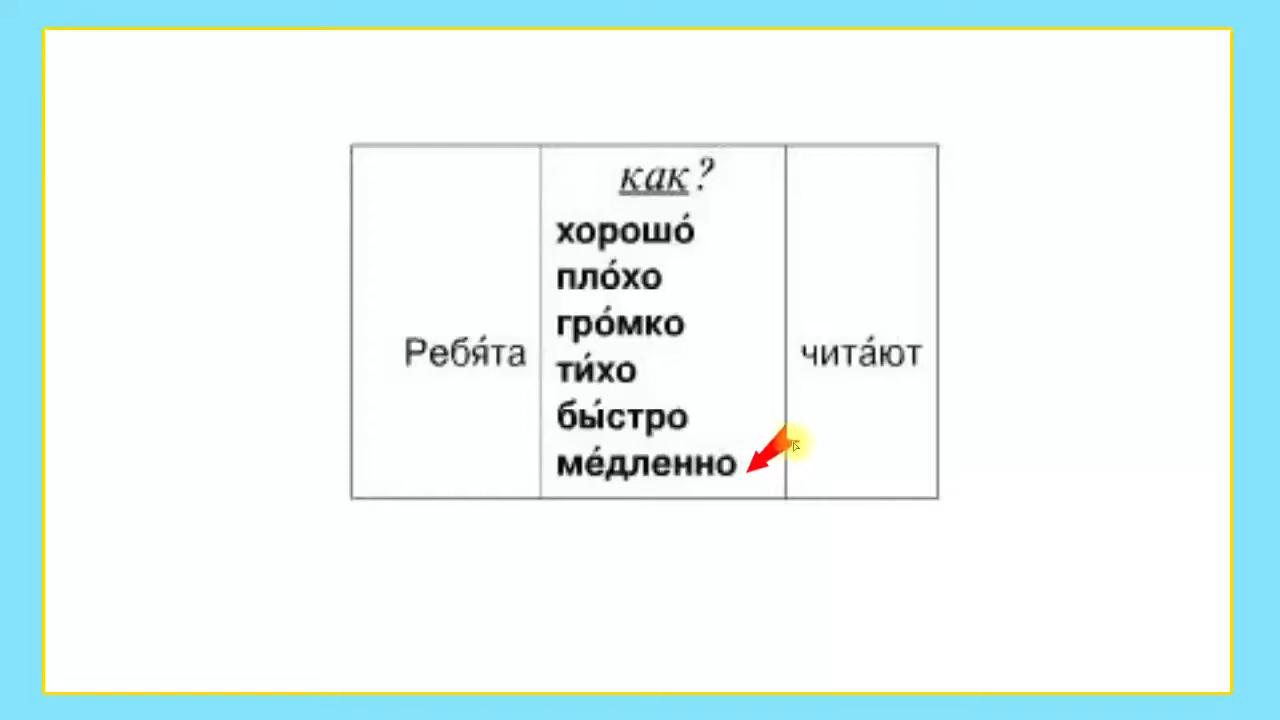 как?
хорошо́
пло́хо
гро́мко
Ребя́та
ти́хо
чита́ют
бы́стро
ме́дленно